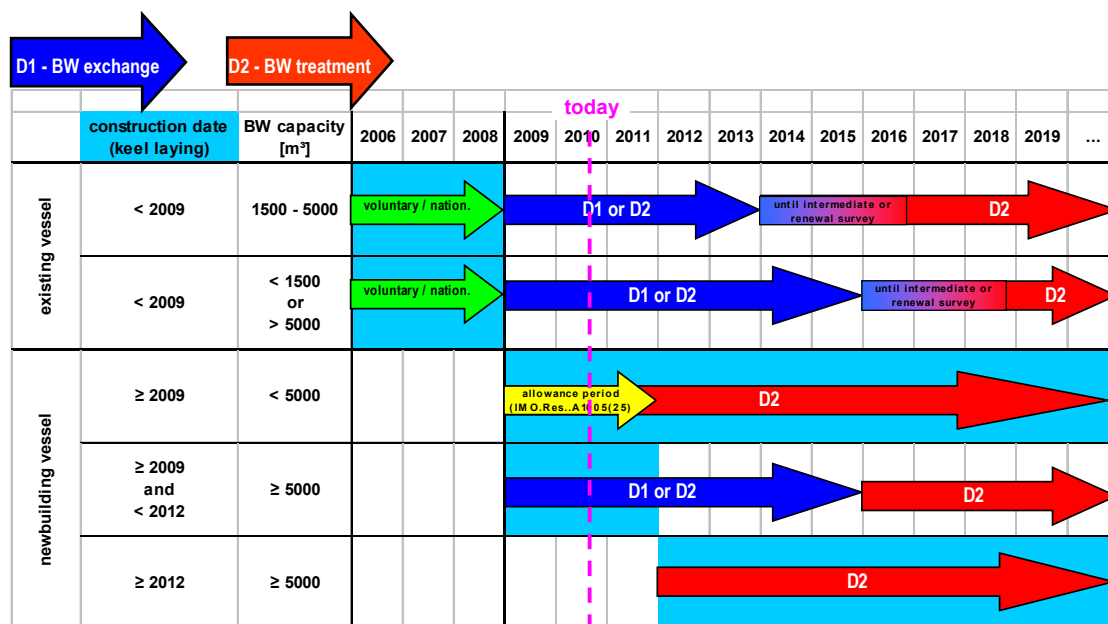 D1 - BW exchange
D2 - BW treatment
today
construction date
(keel laying)
BW capacity
[m³]
2006 2007 2008 2009 2010 2011 2012 2013 2014 2015 2016 2017 2018 2019 ...
existing vessel
< 2009
1500 - 5000
voluntary / nation.
D1 or D2
until intermediate or
renewal survey
D2
< 2009
< 1500
or
> 5000
voluntary / nation.
D1 or D2
until intermediate or
renewal survey
D2
newbuilding vessel
≥ 2009
< 5000
allowance period
(IMO.Res..A1005(25)
D2
≥ 2009
and
< 2012
≥ 5000
D1 or D2
D2
≥ 2012
≥ 5000
D2